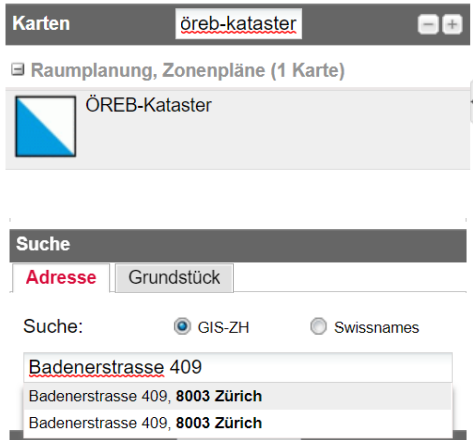 Karten öreb-kataster
Raumplanung, Zonenpläne (1 Karte)
ÖREB-Kataster
Suche
Adresse Grundstück
Suche: GIS-ZH Swissnames
Badenerstrasse 409
Badenerstrasse 409, 8003 Zürich
Badenerstrasse 409, 8003 Zürich